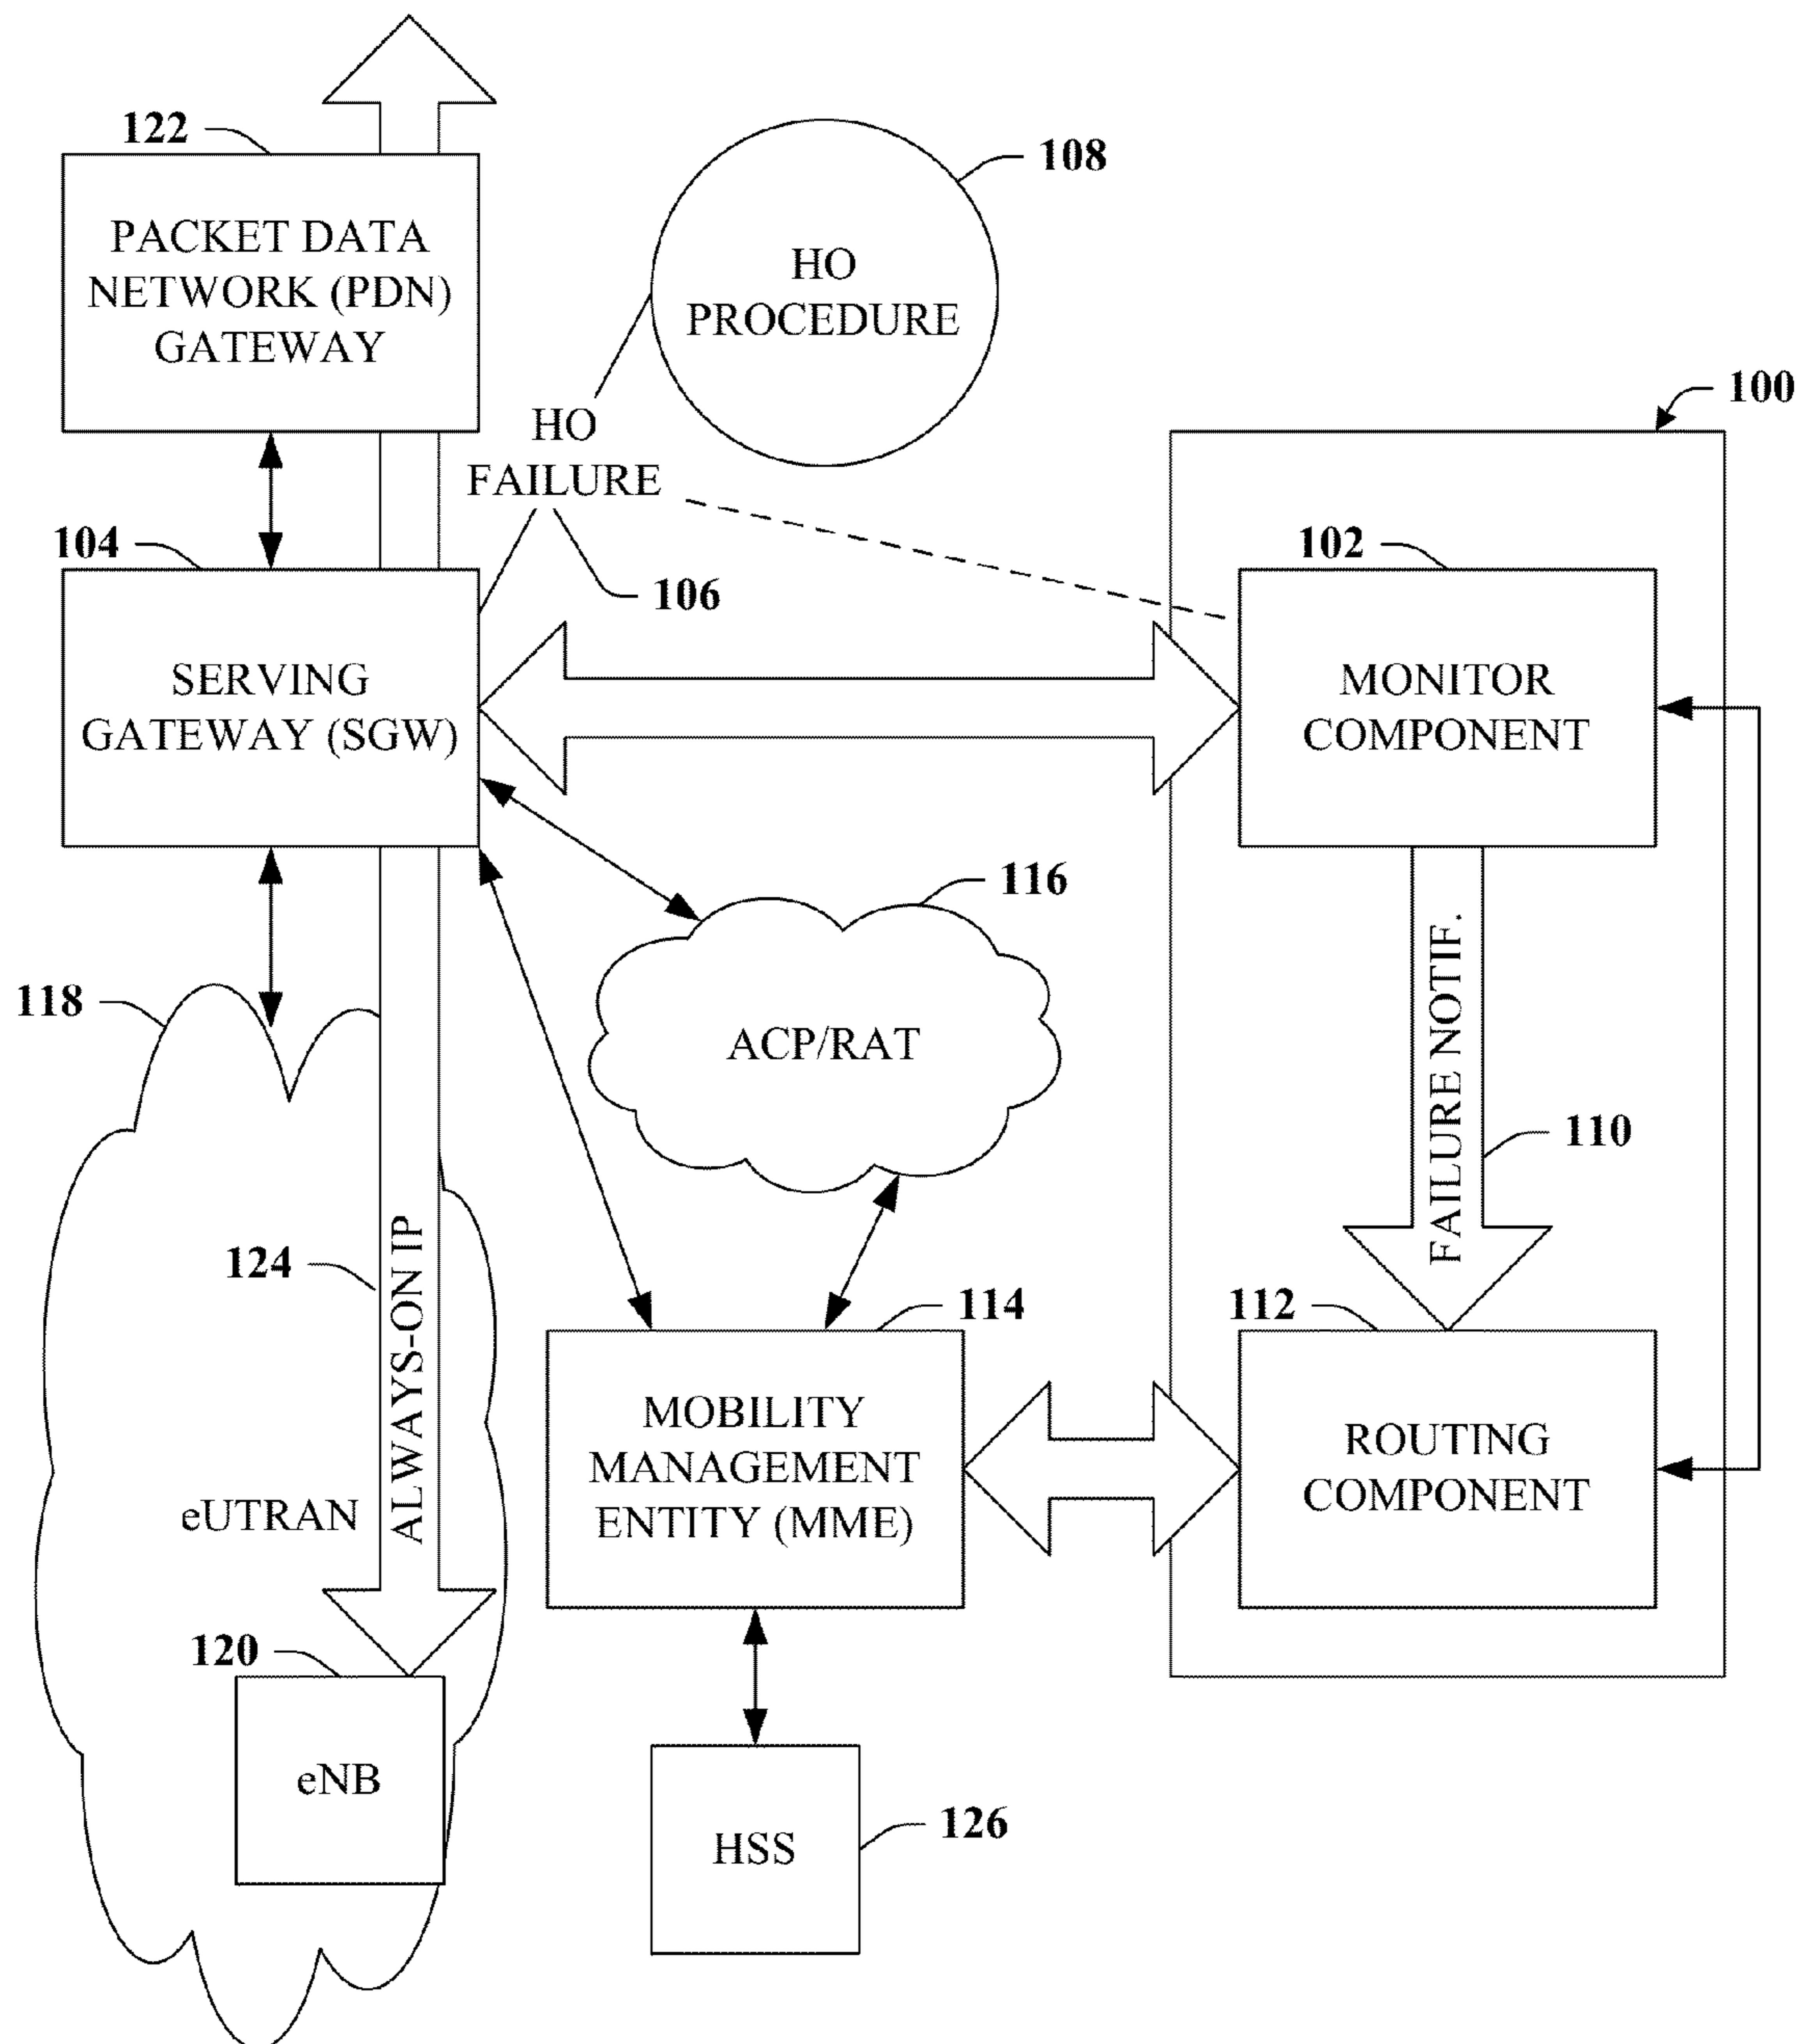 122
PACKET DATA
NETWORK (PDN)
GATEWAY
108
HO
PROCEDURE
100
HO
FAILURE
104
106
102
SERVING
GATEWAY (SGW)
MONITOR
COMPONENT
116
118
ACP/RAT
FAILURE NOTIF.
110
124
ALWAYS-ON IP
114
112
MOBILITY
MANAGEMENT
ENTITY (MME)
ROUTING
COMPONENT
eUTRAN
120
eNB
HSS
126